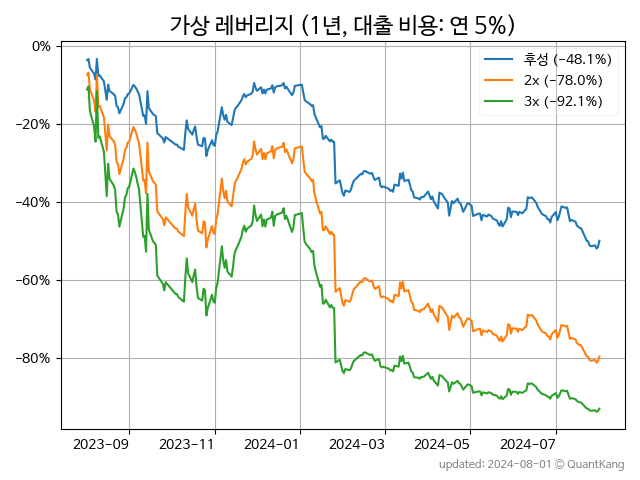 가상 레버리지 (1년, 대출 비용: 연 5%)
0%
−20%
−40%
−60%
−80%
후성 (−48.1%)
2x (−78.0%)
3x (−92.1%)
2023-09
2023-11
2024-01
2024-03
2024-05
2024-07
updated: 2024-08-01 © QuantKang